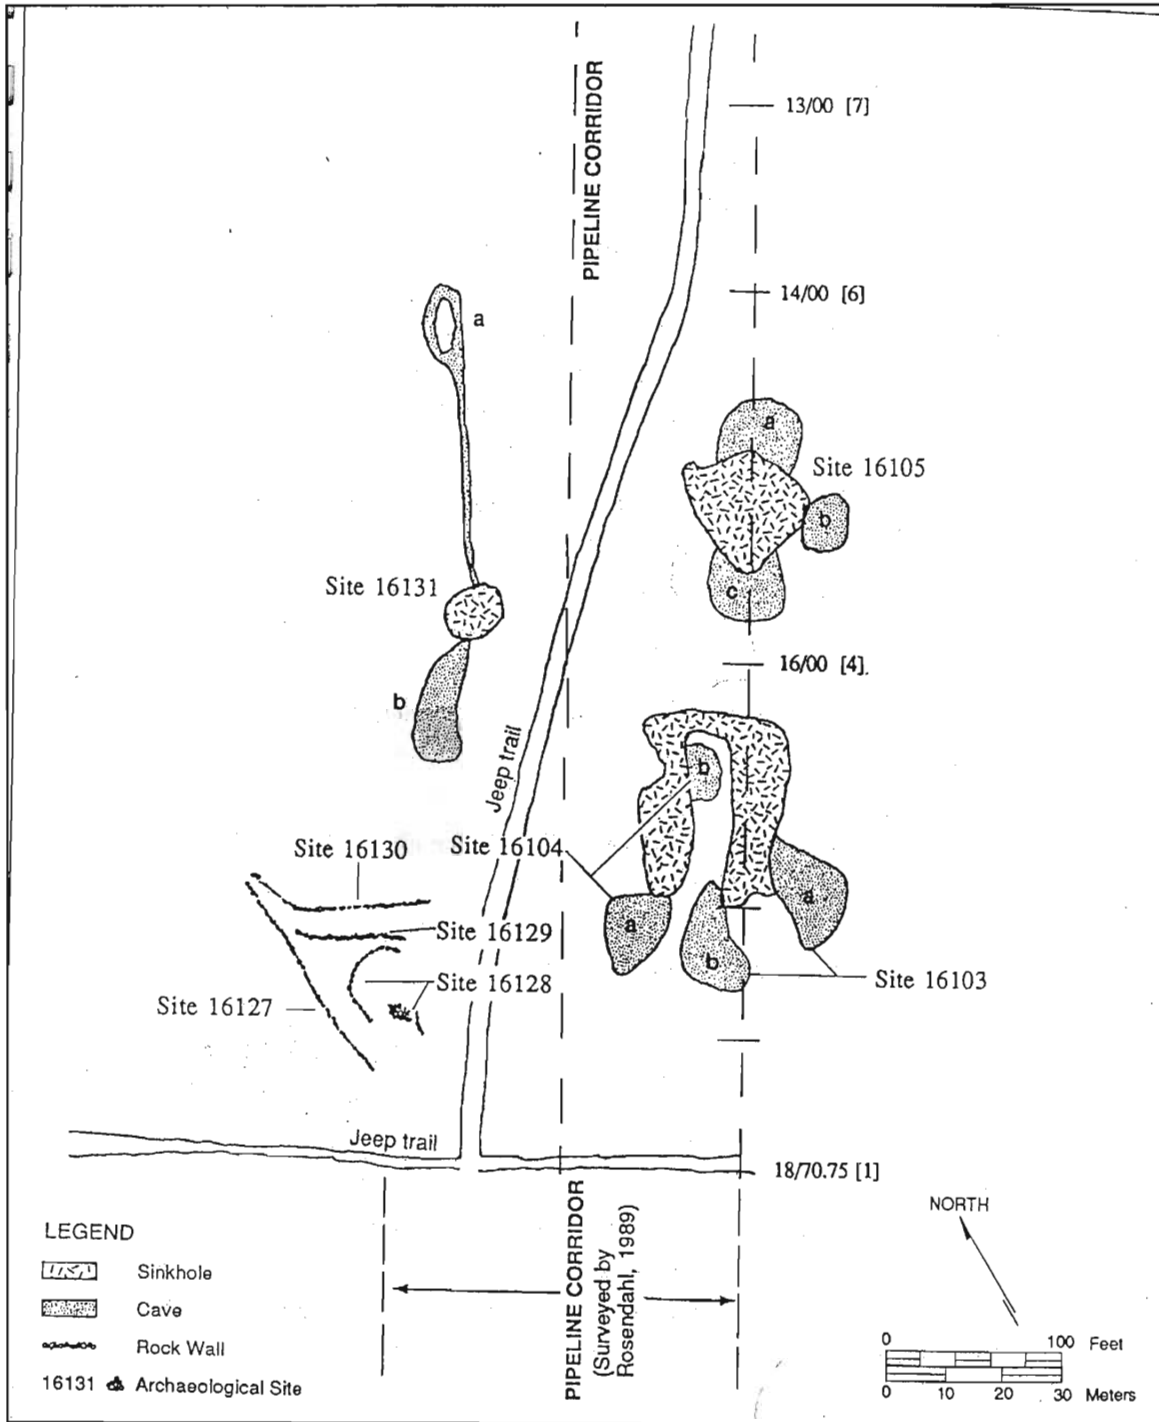 13/00 [7]
PIPELINE CORRIDOR
14/00 [6]
a
a
Site 16105
b
Site 16131
c
16/00 [4].
b
Jeep trail
b
Site 16130
Site 16104
a
a
Site 16129
b
Site 16103
Site 16128
Site 16127
Jeep trail
18/70.75 [1]
PIPELINE CORRIDOR
(Surveyed by
Rosendahl, 1989)
NORTH
LEGEND
Sinkhole
Cave
Rock Wall
16131 Archaeological Site
0 100 Feet
0 10 20 30 Meters